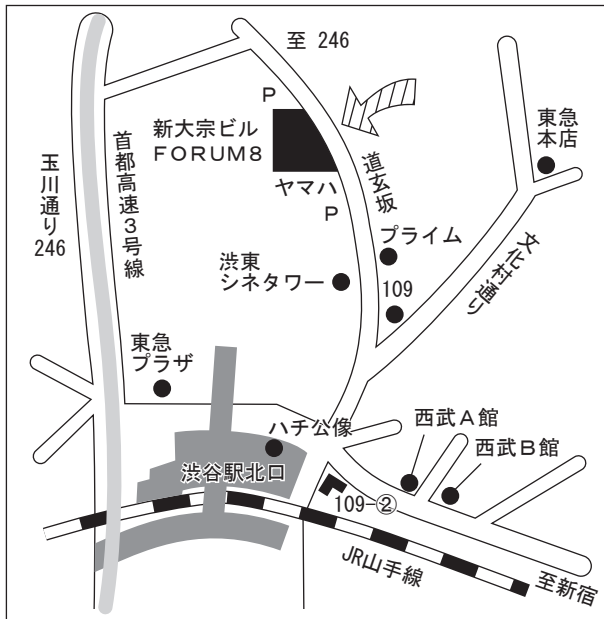 至 246
P
新大宗ビル
FORUM8
ヤマハ
P
道玄坂
東急
本店
首都高速3号線
玉川通り
246
プライム
渋東
シネタワー
109
文化村通り
東急
プラザ
ハチ公像
西武A館
西武B館
渋谷駅北口
109-②
JR山手線
至新宿